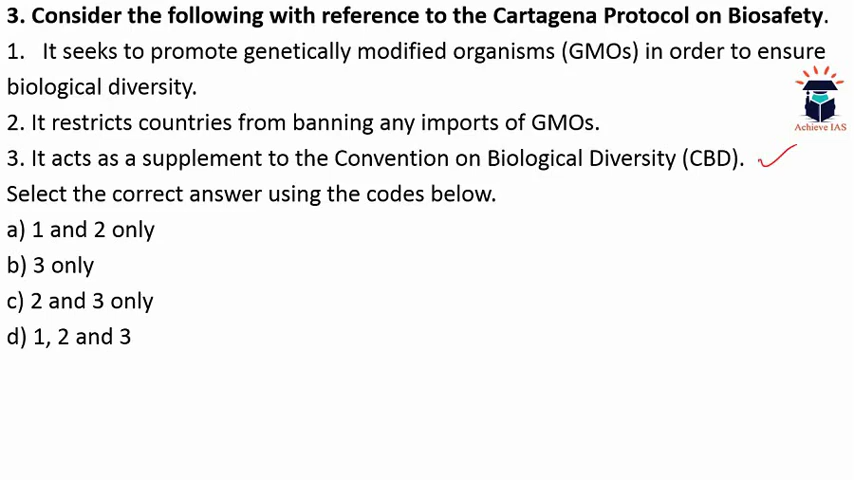 3. Consider the following with reference to the Cartagena Protocol on Biosafety.
1. It seeks to promote genetically modified organisms (GMOs) in order to ensure
biological diversity.
2. It restricts countries from banning any imports of GMOs.
3. It acts as a supplement to the Convention on Biological Diversity (CBD).
Select the correct answer using the codes below.
a) 1 and 2 only
b) 3 only
c) 2 and 3 only
d) 1, 2 and 3
Achieve IAS